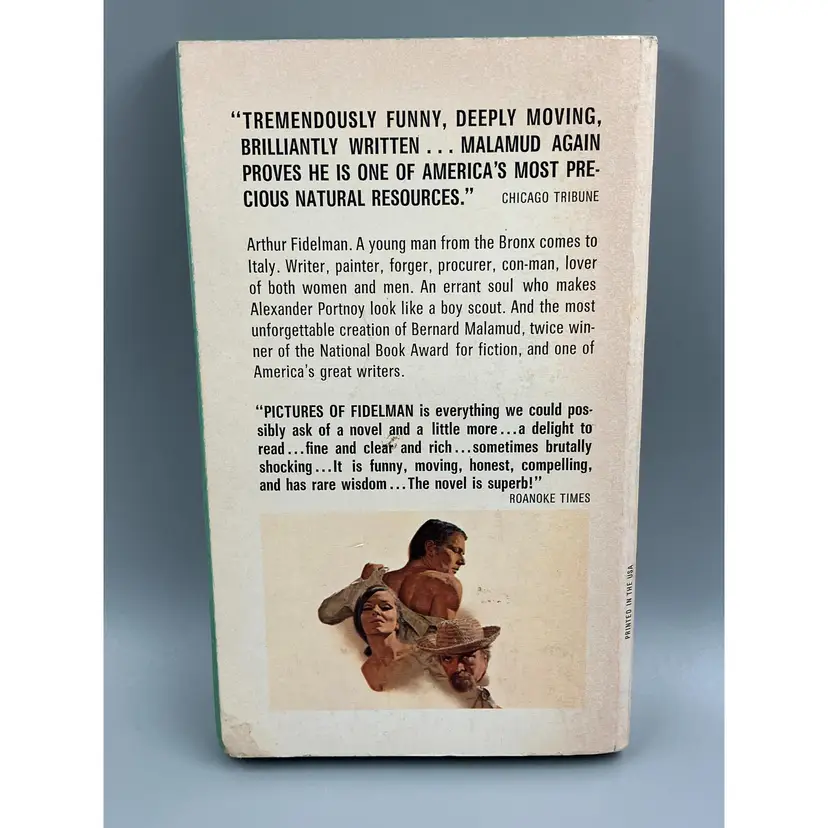 “TREMENDOUSLY FUNNY, DEEPLY MOVING,
BRILLIANTLY WRITTEN ... MALAMUD AGAIN
PROVES HE IS ONE OF AMERICA’S MOST PRE-
CIOUS NATURAL RESOURCES.” CHICAGO TRIBUNE
Arthur Fidelman. A young man from the Bronx comes to
Italy. Writer, painter, forger, procurer, con-man, lover
of both women and men. An errant soul who makes
Alexander Portnoy look like a boy scout. And the most
unforgettable creation of Bernard Malamud, twice win-
ner of the National Book Award for fiction, and one of
America’s great writers.
“PICTURES OF FIDELMAN is everything we could pos-
sibly ask of a novel and a little more...a delight to
read...fine and clear and rich...sometimes brutally
shocking...It is funny, moving, honest, compelling,
and has rare wisdom...The novel is superb!”
ROANOKE TIMES
PRINTED IN THE USA